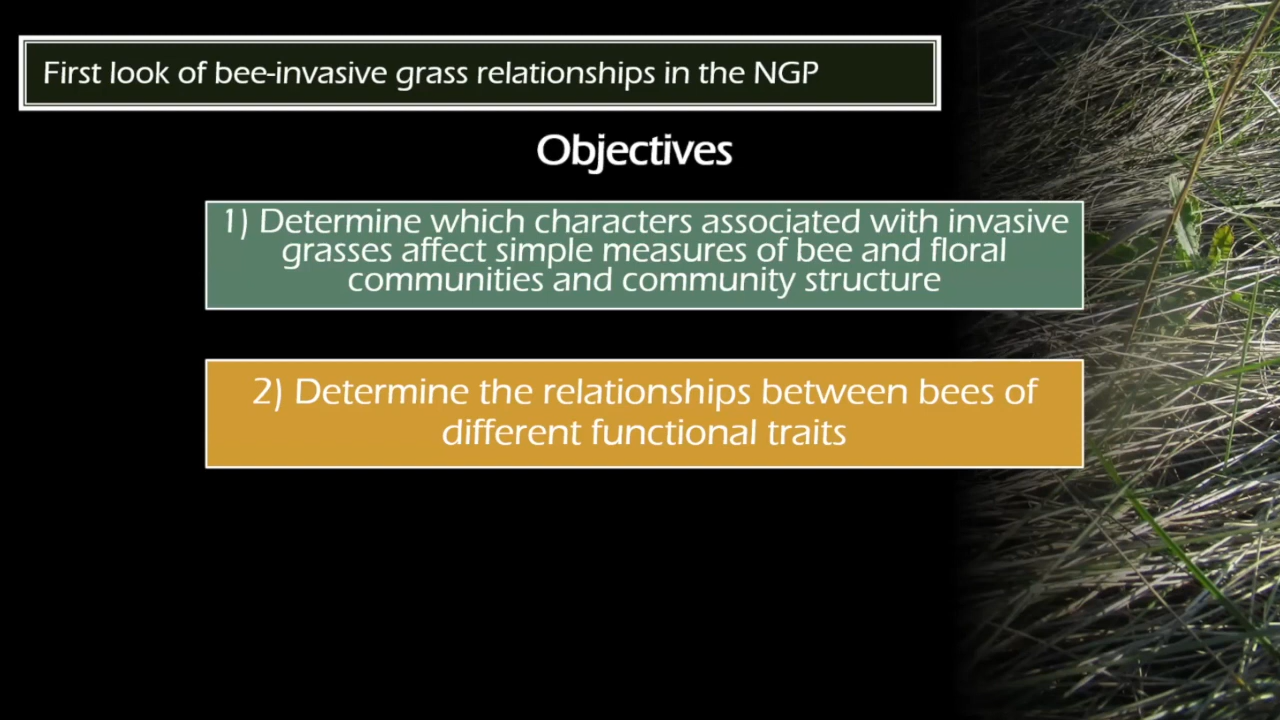 First look of bee-invasive grass relationships in the NGP
Objectives
1) Determine which characters associated with invasive
grasses affect simple measures of bee and floral
communities and community structure
2) Determine the relationships between bees of
different functional traits